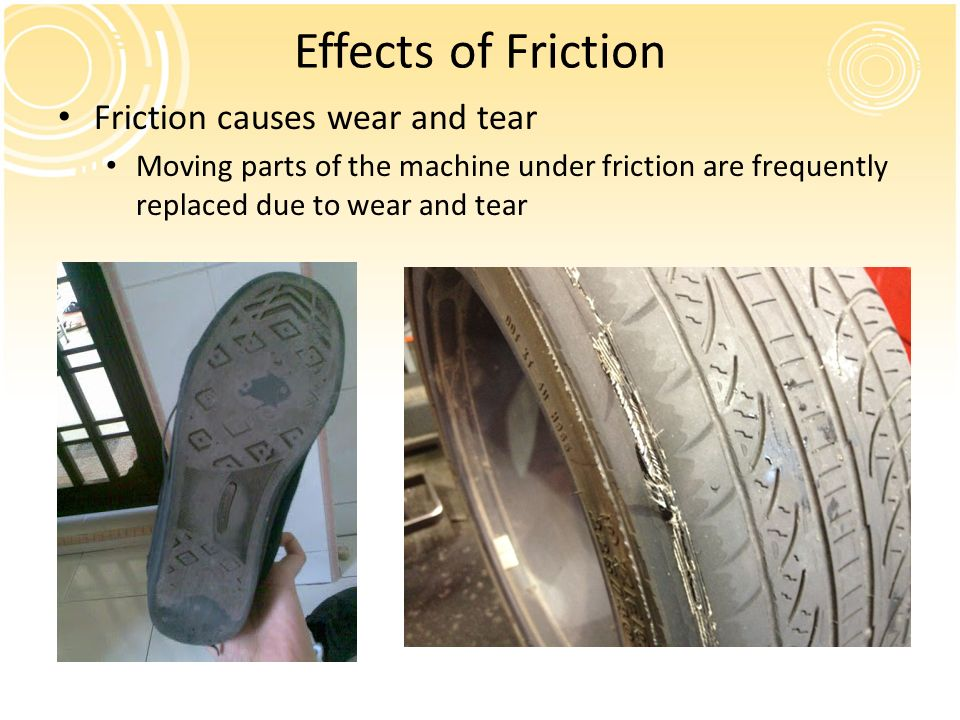 Effects of Friction
• Friction causes wear and tear
• Moving parts of the machine under friction are frequently
replaced due to wear and tear